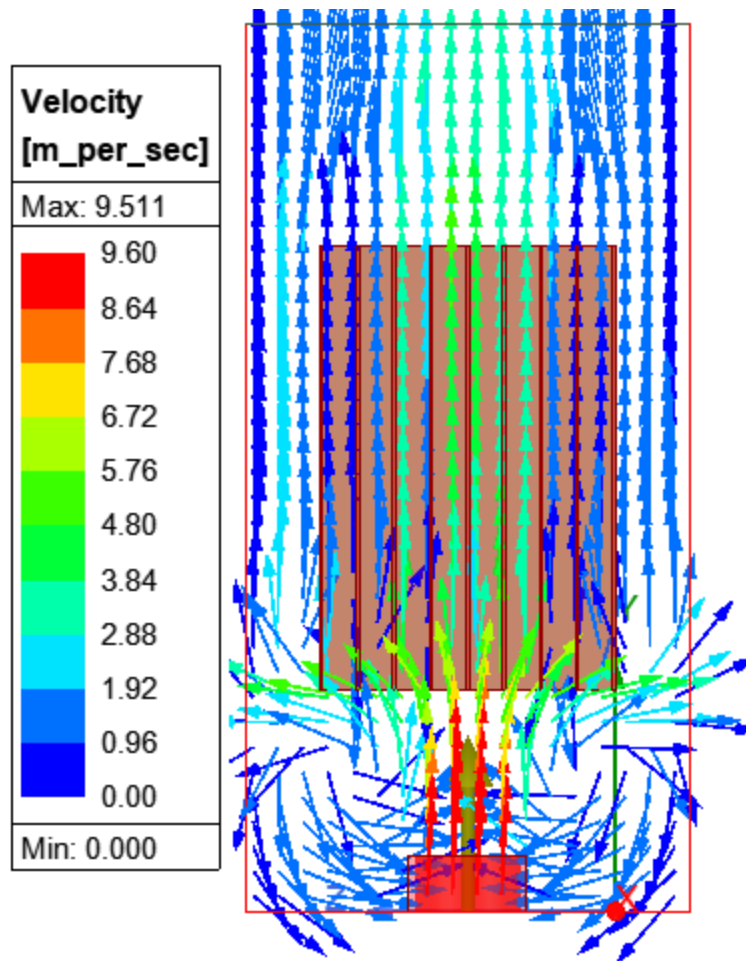 Velocity
[m_per_sec]
Max: 9.511
9.60
8.64
7.68
6.72
5.76
4.80
3.84
2.88
1.92
0.96
0.00
Min: 0.000
Y
X